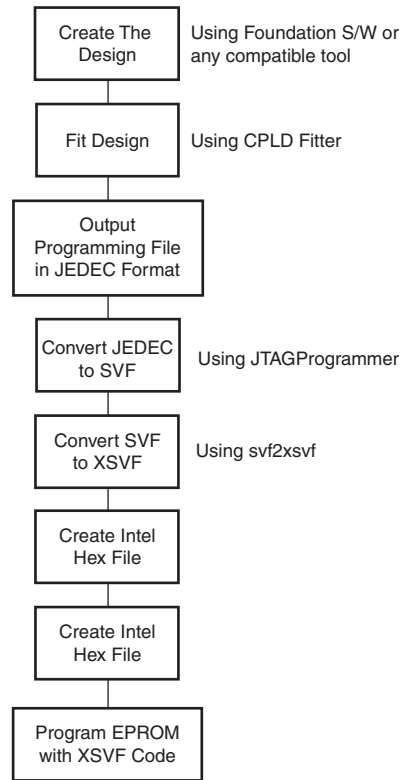 Create The
Design
Using Foundation S/W or
any compatible tool
Fit Design
Using CPLD Fitter
Output
Programming File
in JEDEC Format
Convert JEDEC
to SVF
Using JTAGProgrammer
Convert SVF
to XSVF
Using svf2xsvf
Create Intel
Hex File
Create Intel
Hex File
Program EPROM
with XSVF Code